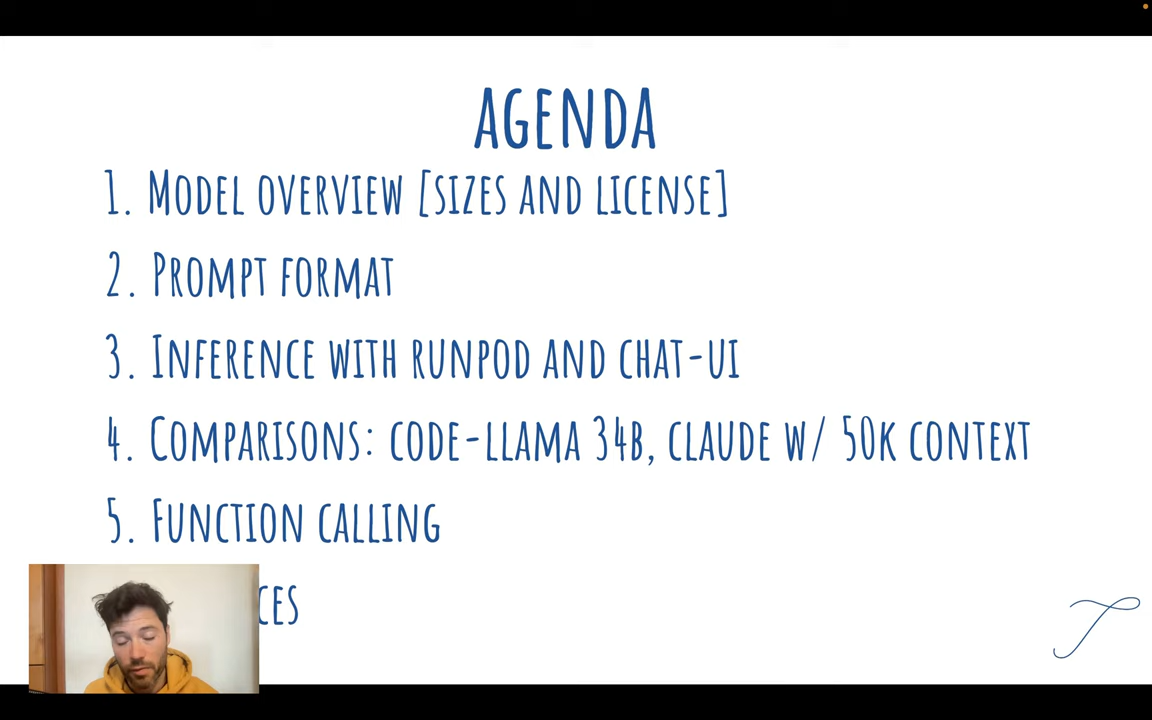 AGENDA
1. MODEL OVERVIEW [SIZES AND LICENSE]
2. PROMPT FORMAT
3. INFERENCE WITH RUNPOD AND CHAT-UI
4. COMPARISONS: CODE-LLAMA 34B, CLAUDE W/ 50K CONTEXT
5. FUNCTION CALLING